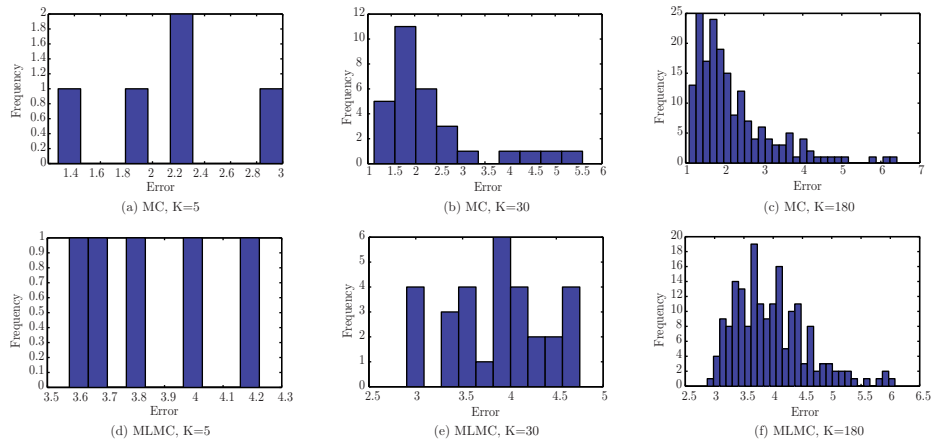 2
1.8
1.6
1.4
1.2
1
0.8
0.6
0.4
0.2
0
Frequency
1.4 1.6 1.8 2 2.2 2.4 2.6 2.8 3
Error
(a) MC, K=5
12
10
8
6
4
2
0
Frequency
1 1.5 2 2.5 3 3.5 4 4.5 5 5.5 6
Error
(b) MC, K=30
25
20
15
10
5
0
Frequency
1 2 3 4 5 6 7
Error
(c) MC, K=180
1
0.9
0.8
0.7
0.6
0.5
0.4
0.3
0.2
0.1
0
Frequency
3.5 3.6 3.7 3.8 3.9 4 4.1 4.2 4.3
Error
(d) MLMC, K=5
6
5
4
3
2
1
0
Frequency
2.5 3 3.5 4 4.5 5
Error
(e) MLMC, K=30
20
18
16
14
12
10
8
6
4
2
0
Frequency
2.5 3 3.5 4 4.5 5 5.5 6 6.5
Error
(f) MLMC, K=180